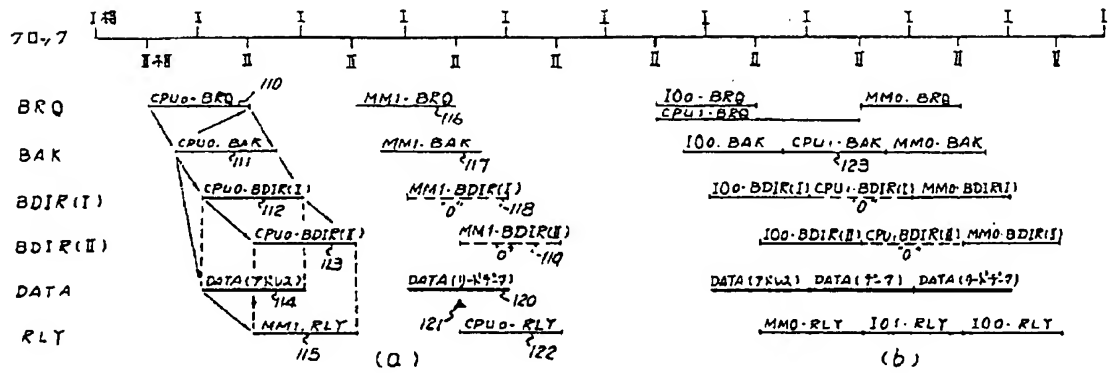 I相 I I I I I I I I I I
クロック
II相 II II II II II II II II II
BRQ CPU0-BRQ 110 MM1-BRQ 116 IO0-BRQ MM0-BRQ
CPU1-BRQ
BAK CPU0-BAK 111 MM1-BAK 117 IO0-BAK CPU1-BAK 123 MM0-BAK
BDIR(I) CPU0-BDIR(I) 112 MM1-BDIR(I) "0" 118 IO0-BDIR(I) CPU1-BDIR(I) "0" MM0-BDIR(I)
BDIR(II) CPU0-BDIR(II) 113 MM1-BDIR(II) "0" 119 IO0-BDIR(II) CPU1-BDIR(II) "0" MM0-BDIR(II)
DATA DATA(アドレス) 114 DATA(リードデータ) 120 DATA(アドレス) DATA(データ) DATA(リードデータ)
RLY MM1-RLY 115 121 CPU0-RLY 122 MM0-RLY IO1-RLY IO0-RLY
(a) (b)